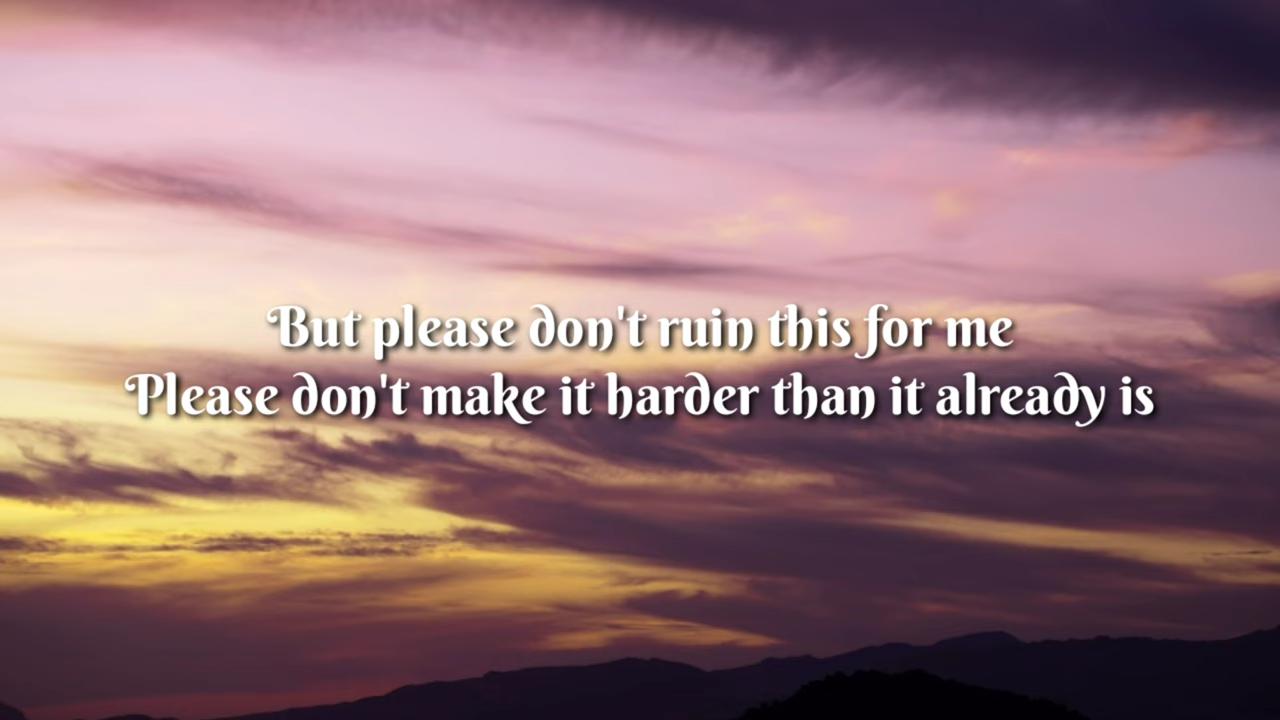 But please don't ruin this for me
Please don't make it harder than it already is